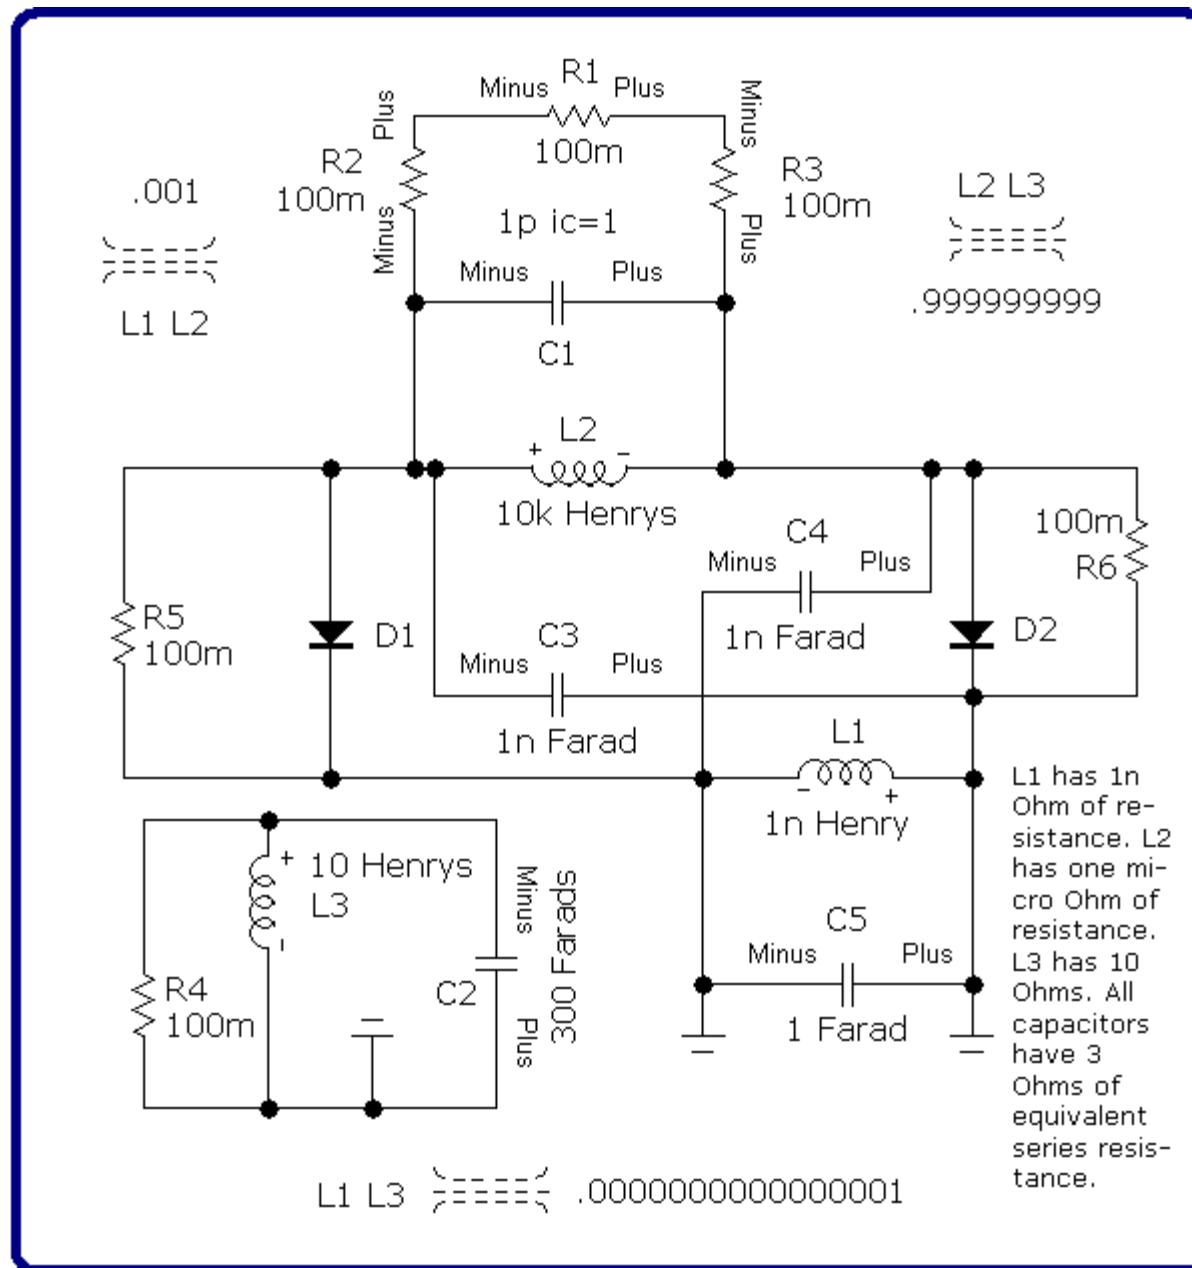 Minus R1 Plus
100m
Plus
R2
100m
Minus
Minus
R3
100m
Plus
.001
L1 L2
L2 L3
.999999999
1p ic=1
Minus Plus
C1
L2
+ -
10k Henrys
100m
R6
C4
Minus Plus
1n Farad
R5
100m
D1
D2
C3
Minus Plus
1n Farad
L1
- +
1n Henry
L1 has 1n
Ohm of re-
sistance. L2
has one mi-
cro Ohm of
resistance.
L3 has 10
Ohms. All
capacitors
have 3
Ohms of
equivalent
series resis-
tance.
+ 10 Henrys
L3
-
R4
100m
Minus
C2
Plus
300 Farads
C5
Minus Plus
1 Farad
L1 L3 .0000000000000001